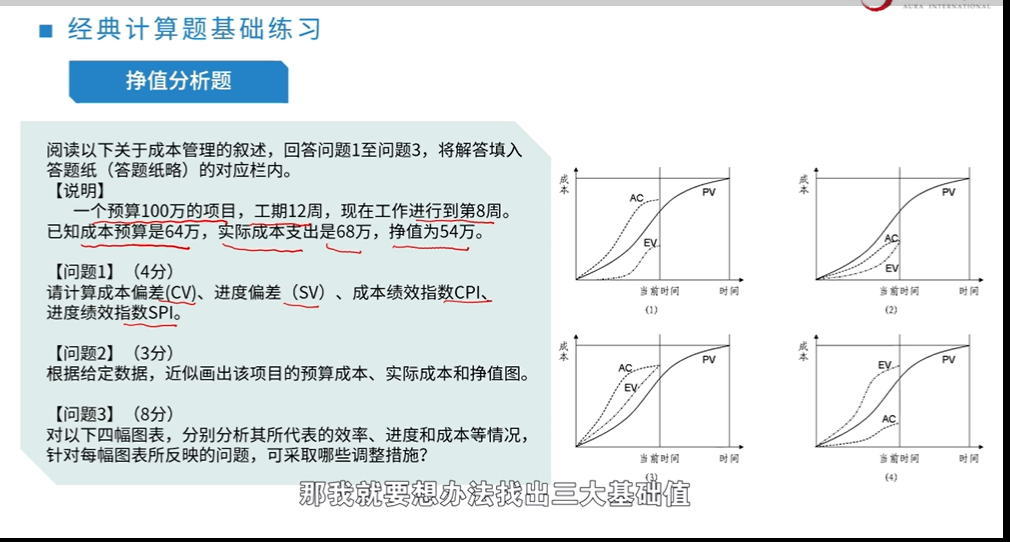 AURA INTERNATIONAL
经典计算题基础练习
挣值分析题
阅读以下关于成本管理的叙述，回答问题1至问题3，将解答填入
答题纸（答题纸略）的对应栏内。
【说明】
一个预算100万的项目，工期12周，现在工作进行到第8周。
已知成本预算是64万，实际成本支出是68万，挣值为54万。
【问题1】（4分）
请计算成本偏差(CV)、进度偏差（SV）、成本绩效指数CPI、
进度绩效指数SPI。
【问题2】（3分）
根据给定数据，近似画出该项目的预算成本、实际成本和挣值图。
【问题3】（8分）
对以下四幅图表，分别分析其所代表的效率、进度和成本等情况，
针对每幅图表所反映的问题，可采取哪些调整措施？
成本
AC
PV
EV
当前时间
时间
(1)
成本
PV
AC
EV
当前时间
时间
(2)
成本
AC
PV
EV
当前时间
时间
(3)
成本
EV
PV
AC
当前时间
时间
(4)
那我就要想办法找出三大基础值